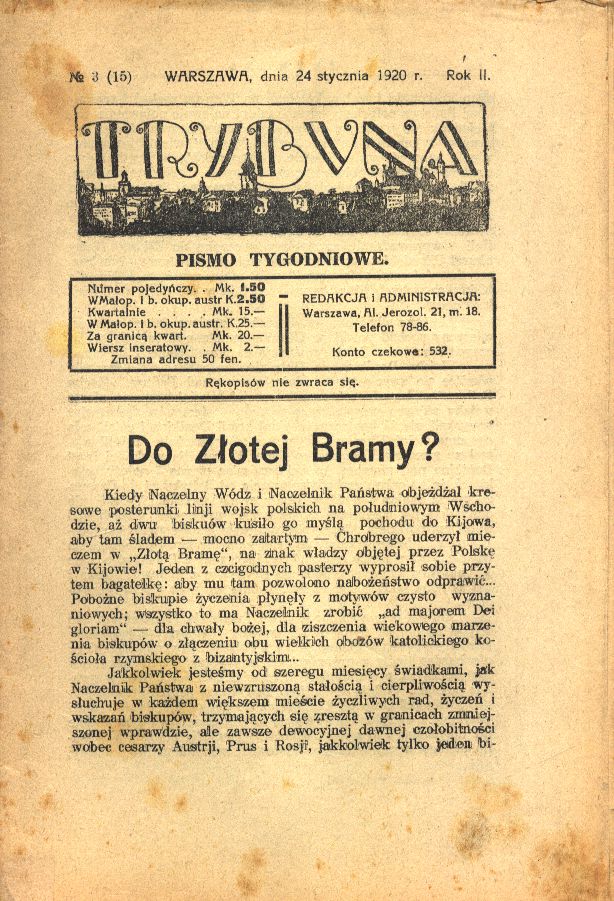 № 3 (15) WARSZAWA, dnia 24 stycznia 1920 r. Rok II.
TRYBVNA
PISMO TYGODNIOWE.
Numer pojedyńczy. . Mk. 1.50
WMałop. I b. okup. austr K.2.50
Kwartalnie . . . . Mk. 15.—
W Małop. I b. okup. austr. K.25.—
Za granicą kwart. Mk. 20.—
Wiersz inseratowy. . Mk. 2.—
Zmiana adresu 50 fen.
REDAKCJA i ADMINISTRACJA:
Warszawa, Al. Jerozol. 21, m. 18.
Telefon 78-86.
Konto czekowe: 532.
Rękopisów nie zwraca się.
Do Złotej Bramy?
Kiedy Naczelny Wódz i Naczelnik Państwa objeżdżał kre-
sowe posterunki linji wojsk polskich na południowym Wscho-
dzie, aż dwu biskuów kusiło go myślą pochodu do Kijowa,
aby tam śladem — mocno zatartym — Chrobrego uderzył mie-
czem w „Złotą Bramę“, na znak władzy objętej przez Polskę
w Kijowie! Jeden z czcigodnych pasterzy wyprosił sobie przy-
tem bagatelkę: aby mu tam pozwolono nabożeństwo odprawić...
Pobożne biskupie życzenia płynęły z motywów czysto wyzna-
niowych; wszystko to ma Naczelnik zrobić „ad majorem Dei
gloriam“ — dla chwały bożej, dla ziszczenia wiekowego marze-
nia biskupów o złączeniu obu wielkich obozów katolickiego ko-
ścioła rzymskiego z bizantyjskim...
Jakkolwiek jesteśmy od szeregu miesięcy świadkami, jak
Naczelnik Państwa z niewzruszoną stałością i cierpliwością wy-
słuchuje w każdem większem mieście życzliwych rad, życzeń i
wskazań biskupów, trzymających się zresztą w granicach zmniej-
szonej wprawdzie, ale zawsze dewocyjnej dawnej czołobitności
wobec cesarzy Austrji, Prus i Rosji, jakkolwiek tylko jeden bi-